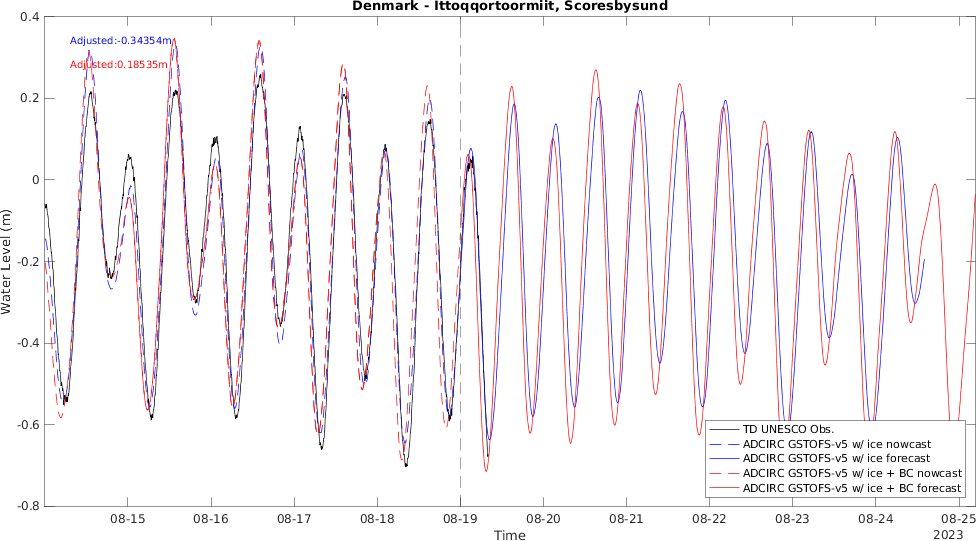 Denmark - Ittoqqortoormiit, Scoresbysund
Adjusted:-0.34354m
Adjusted:0.18535m
Water Level (m)
0.4
0.2
0
-0.2
-0.4
-0.6
-0.8
TD UNESCO Obs.
ADCIRC GSTOFS-v5 w/ ice nowcast
ADCIRC GSTOFS-v5 w/ ice forecast
ADCIRC GSTOFS-v5 w/ ice + BC nowcast
ADCIRC GSTOFS-v5 w/ ice + BC forecast
08-15 08-16 08-17 08-18 08-19 08-20 08-21 08-22 08-23 08-24 08-25
Time
2023